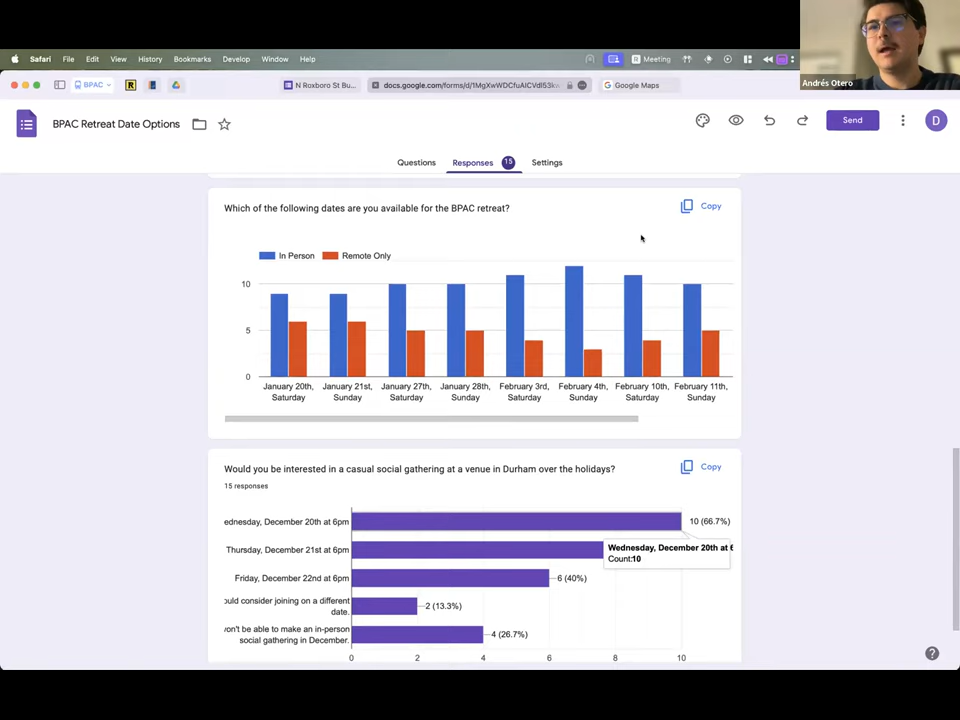 Andrés Otero
Safari File Edit View History Bookmarks Develop Window Help Meeting
BPAC R N Roxboro St Bu... docs.google.com/forms/d/ Google Maps
BPAC Retreat Date Options Send D
Questions Responses 15 Settings
Which of the following dates are you available for the BPAC retreat? Copy
In Person Remote Only
10
5
0
January 20th, January 21st, January 27th, January 28th, February 3rd, February 4th, February 10th, February 11th,
Saturday Sunday Saturday Sunday Saturday Sunday Saturday Sunday
Would you be interested in a casual social gathering at a venue in Durham over the holidays? Copy
15 responses
ednesday, December 20th at 6pm 10 (66.7%)
Thursday, December 21st at 6pm Wednesday, December 20th at 6
Count:10
Friday, December 22nd at 6pm 6 (40%)
ould consider joining on a different
date. 2 (13.3%)
von't be able to make an in-person
social gathering in December. 4 (26.7%)
0 2 4 6 8 10